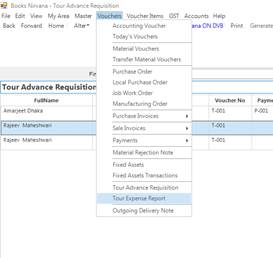 Books Nirvana - Tour Advance Requisition
File Edit View My Area Master Vouchers Voucher Items GST Accounts Help
Back Forward Home Alter
ana ON DVB Print Generate
Accounting Voucher
Today's Vouchers
Material Vouchers
Transfer Material Vouchers
Purchase Order
Local Purchase Order
Job Work Order
Manufacturing Order
Purchase Invoices
Sale Invoices
Payments
Material Rejection Note
Fixed Assets
Fixed Assets Transactions
Tour Advance Requisition
Tour Expense Report
Outgoing Delivery Note
Fin
Tour Advance Requisition
FullName Voucher No Payme
Amarjeet Dhaka T-001 P-001
Rajeev Maheshwari T-001
Rajeev Maheshwari T-001